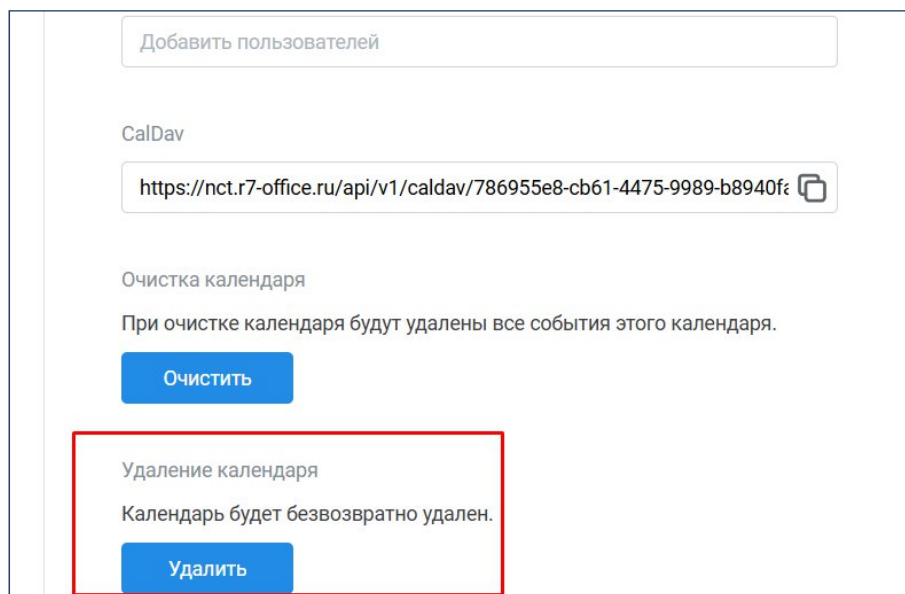 Добавить пользователей
CalDav
https://nct.r7-office.ru/api/v1/caldav/786955e8-cb61-4475-9989-b8940fa
Очистка календаря
При очистке календаря будут удалены все события этого календаря.
Очистить
Удаление календаря
Календарь будет безвозвратно удален.
Удалить